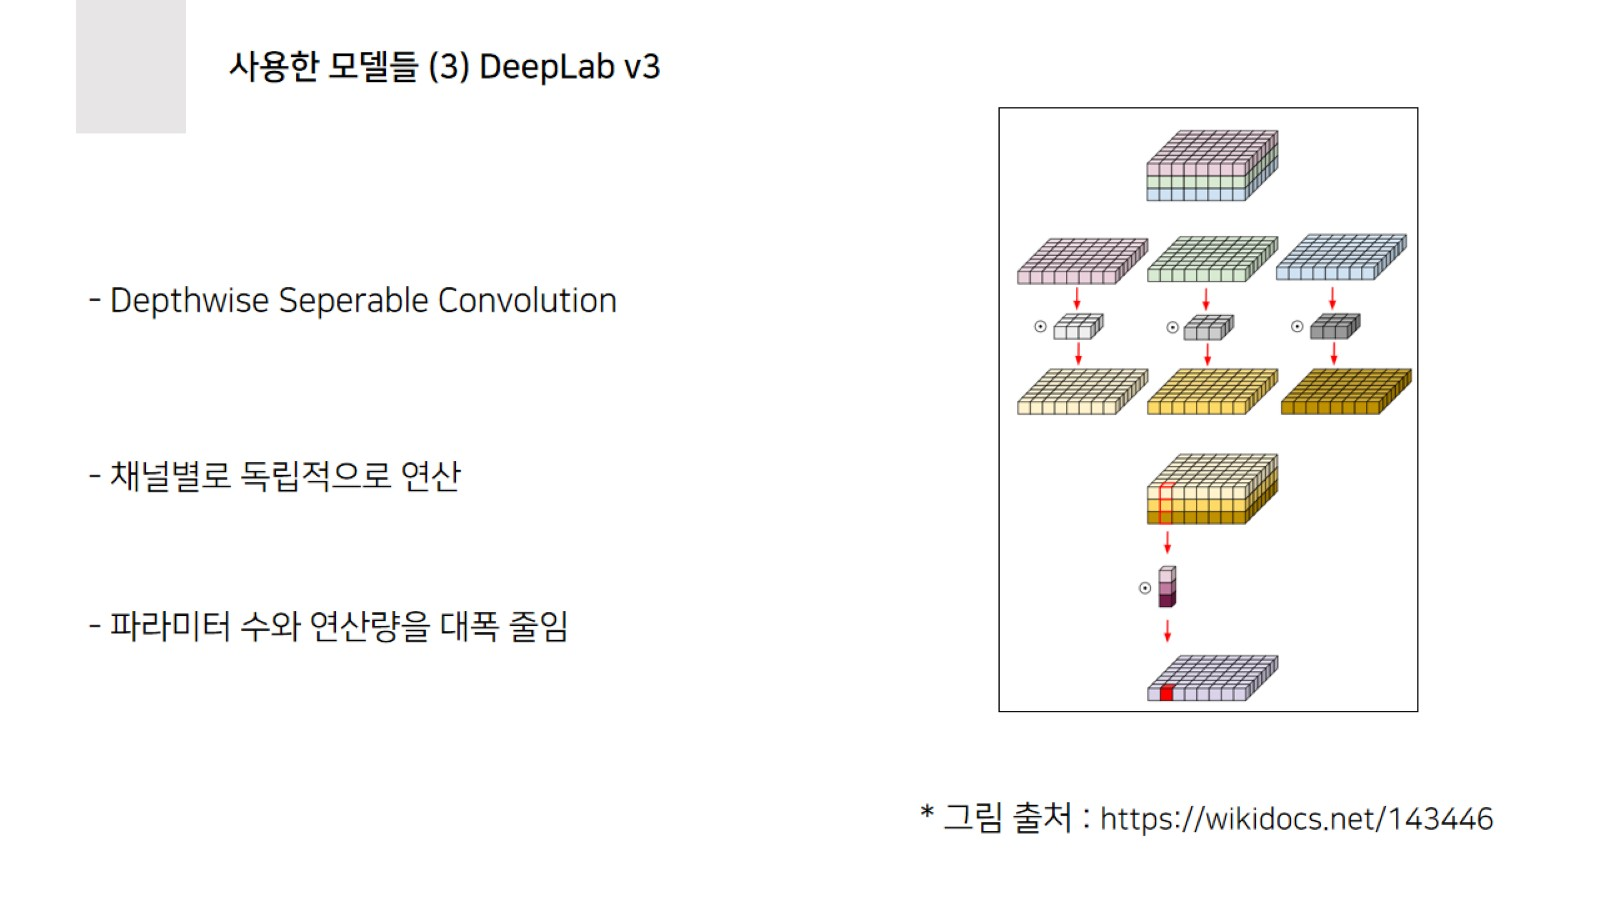 사용한 모델들 (3) DeepLab v3
- Depthwise Seperable Convolution
- 채널별로 독립적으로 연산
- 파라미터 수와 연산량을 대폭 줄임
* 그림 출처 : https://wikidocs.net/143446